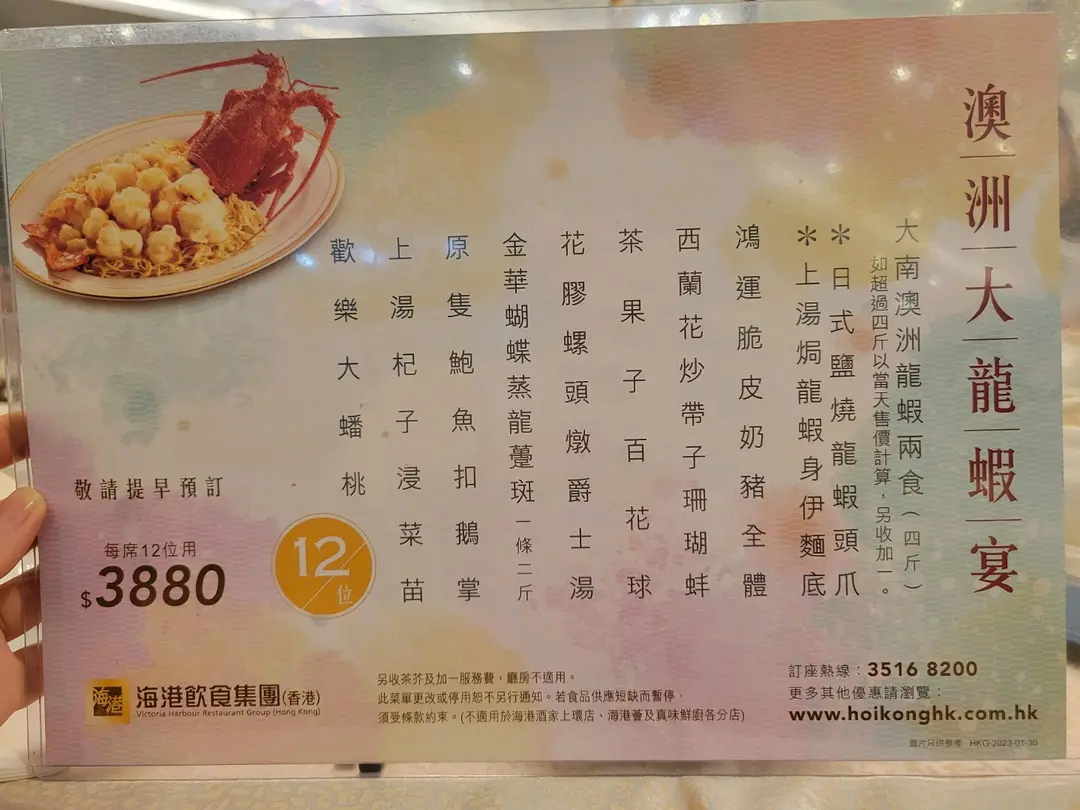 澳洲大龍蝦宴
大南澳洲龍蝦兩食(四斤)
如超過四斤以當天售價計算,另收加一。
*日式鹽燒龍蝦頭爪
*上湯焗龍蝦身伊麵底
鴻運脆皮奶豬全體
西蘭花炒帶子珊瑚蚌
茶果子百花球
花膠螺頭燉爵士湯
金華蝴蝶蒸龍躉斑一條二斤
原隻鮑魚扣鵝掌
上湯杞子浸菜苗
歡樂大蟠桃
敬請提早預訂
每席12位用
$3880
12位
海港
海港飲食集團(香港)
Victoria Harbour Restaurant Group (Hong Kong)
另收茶芥及加一服務費,廳房不適用。
此菜單更改或停用恕不另行通知。若食品供應短缺而暫停,
須受條款約束。(不適用於海港酒家上環店、海港薈及真味鮮廚各分店)
訂座熱線:3516 8200
更多其他優惠請瀏覽:
www.hoikonghk.com.hk
圖片只供參考 HKG-2023-01-30